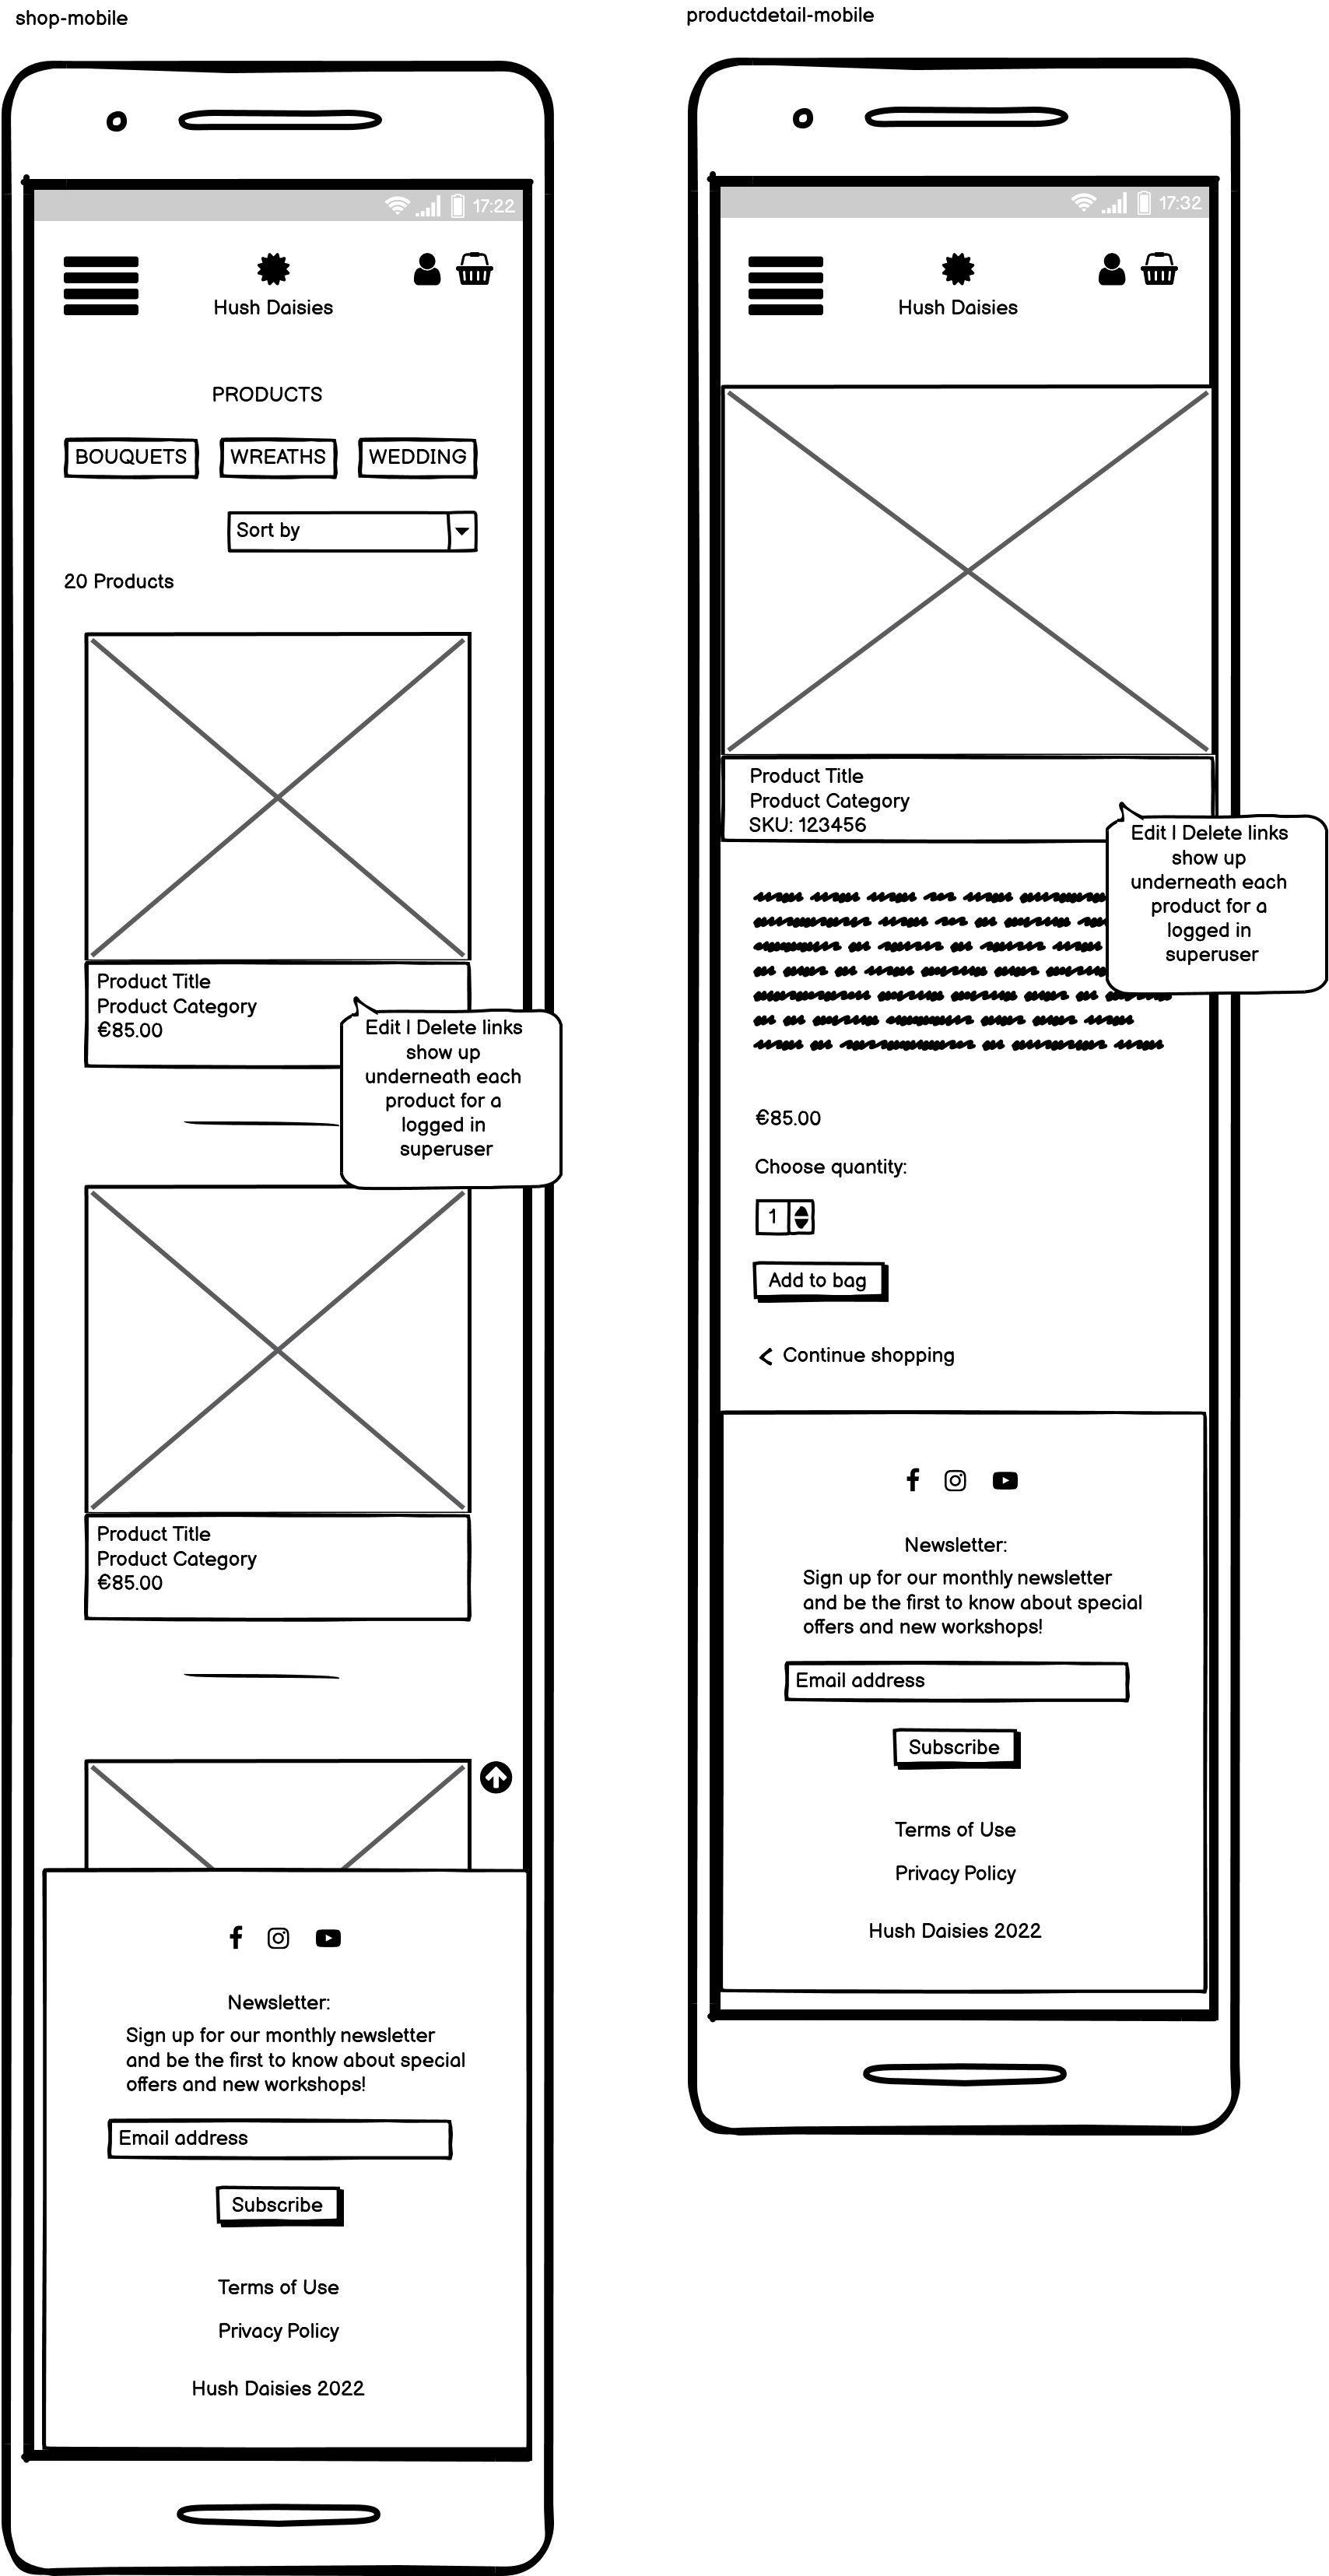 shop-mobile
17:22
Hush Daisies
PRODUCTS
BOUQUETS WREATHS WEDDING
Sort by
20 Products
Product Title
Product Category
€85.00
Edit | Delete links
show up
underneath each
product for a
logged in
superuser
Product Title
Product Category
€85.00
Newsletter:
Sign up for our monthly newsletter
and be the first to know about special
offers and new workshops!
Email address
Subscribe
Terms of Use
Privacy Policy
Hush Daisies 2022
productdetail-mobile
17:32
Hush Daisies
Product Title
Product Category
SKU: 123456
Edit | Delete links
show up
underneath each
product for a
logged in
superuser
€85.00
Choose quantity:
1
Add to bag
Continue shopping
Newsletter:
Sign up for our monthly newsletter
and be the first to know about special
offers and new workshops!
Email address
Subscribe
Terms of Use
Privacy Policy
Hush Daisies 2022